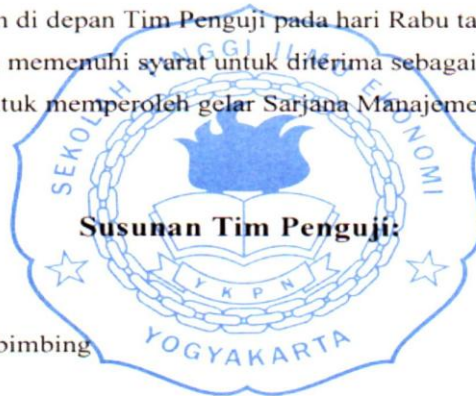 n di depan Tim Penguji pada hari Rabu ta
memenuhi syarat untuk diterima sebagai
tuk memperoleh gelar Sarjana Manajeme
SEKOLAH TINGGI ILMU EKONOMI
Susunan Tim Penguji:
Y K P N
YOGYAKARTA
bimbing